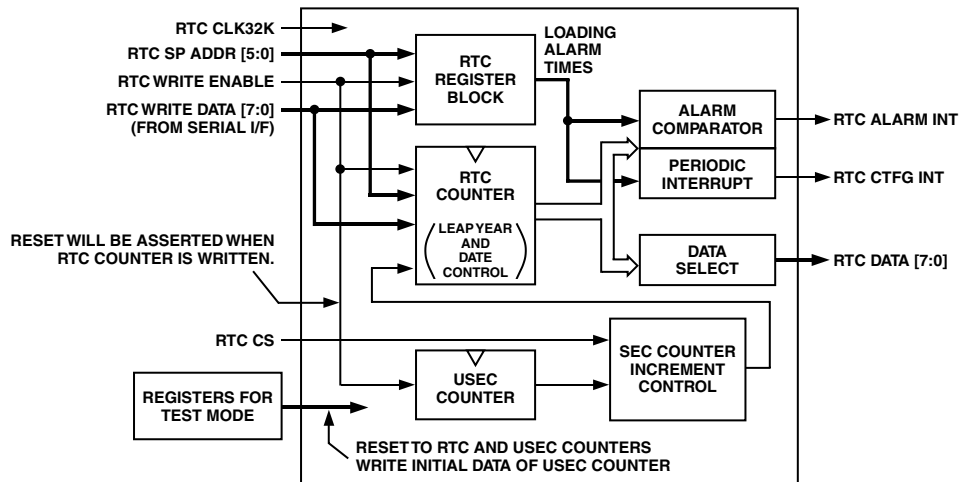 RTC CLK32K
RTC SP ADDR [5:0]
RTC WRITE ENABLE
RTC WRITE DATA [7:0]
(FROM SERIAL I/F)
RTC
REGISTER
BLOCK
LOADING
ALARM
TIMES
ALARM
COMPARATOR
RTC ALARM INT
PERIODIC
INTERRUPT
RTC CTFG INT
RTC
COUNTER
(LEAP YEAR
AND
DATE
CONTROL)
RESET WILL BE ASSERTED WHEN
RTC COUNTER IS WRITTEN.
DATA
SELECT
RTC DATA [7:0]
RTC CS
SEC COUNTER
INCREMENT
CONTROL
USEC
COUNTER
REGISTERS FOR
TEST MODE
RESET TO RTC AND USEC COUNTERS
WRITE INITIAL DATA OF USEC COUNTER